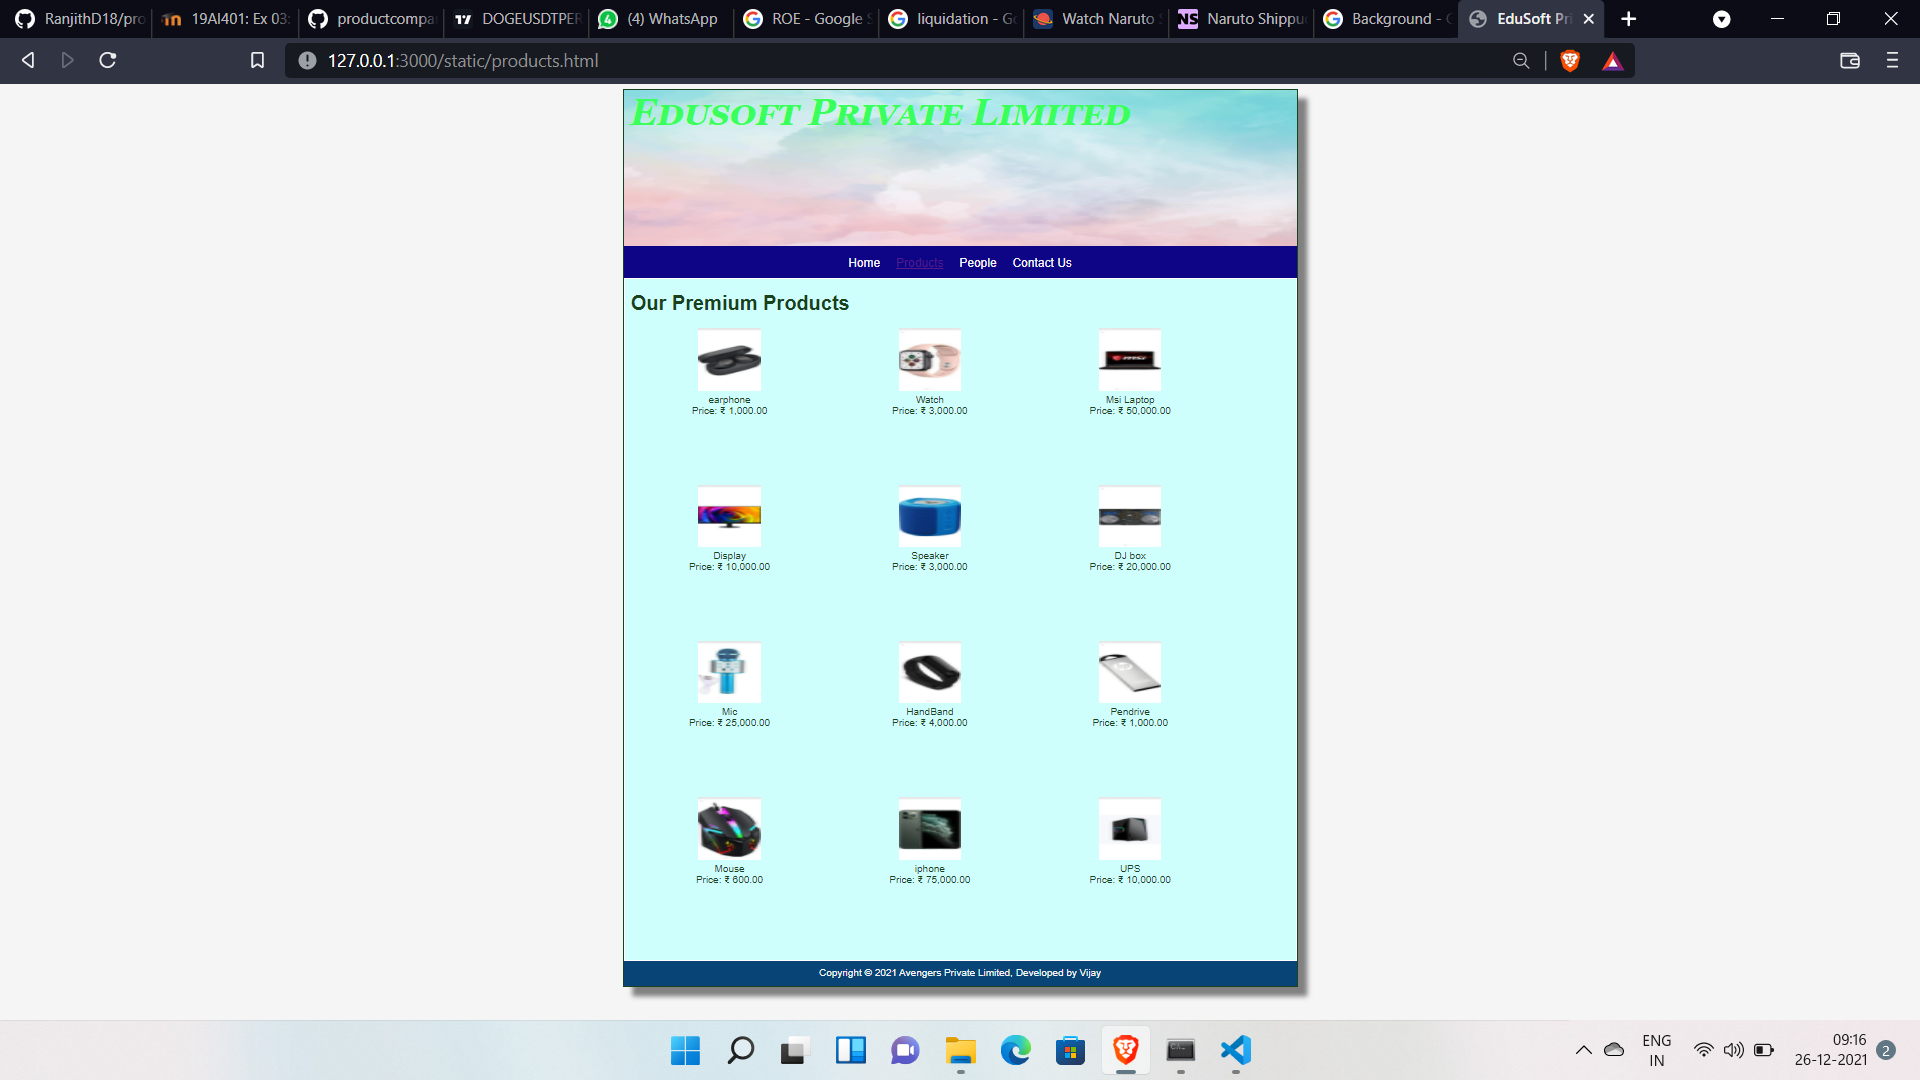 RanjithD18/pro
19AI401: Ex 03:
productcompa
DOGEUSDTPER
(4) WhatsApp
ROE - Google S
liquidation - Go
Watch Naruto S
Naruto Shippud
Background - G
EduSoft Pri
127.0.0.1:3000/static/products.html
EDUSOFT PRIVATE LIMITED
Home Products People Contact Us
Our Premium Products
earphone
Price: ₹ 1,000.00
Watch
Price: ₹ 3,000.00
Msi Laptop
Price: ₹ 50,000.00
Display
Price: ₹ 10,000.00
Speaker
Price: ₹ 3,000.00
DJ box
Price: ₹ 20,000.00
Mic
Price: ₹ 25,000.00
HandBand
Price: ₹ 4,000.00
Pendrive
Price: ₹ 1,000.00
Mouse
Price: ₹ 600.00
iphone
Price: ₹ 75,000.00
UPS
Price: ₹ 10,000.00
Copyright © 2021 Avengers Private Limited, Developed by Vijay
ENG
IN
09:16
26-12-2021
2